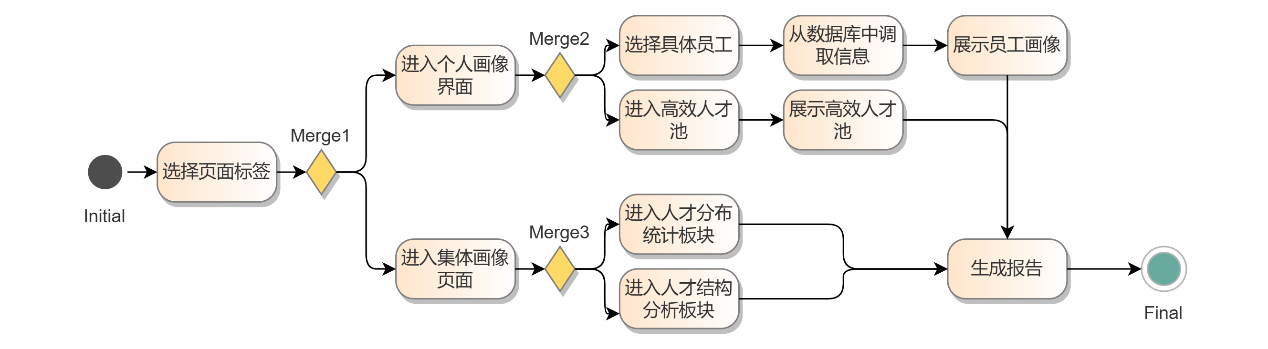 Initial
选择页面标签
Merge1
进入个人画像
界面
Merge2
选择具体员工
从数据库中调
取信息
展示员工画像
进入高效人才
池
展示高效人才
池
进入集体画像
页面
Merge3
进入人才分布
统计板块
进入人才结构
分析板块
生成报告
Final